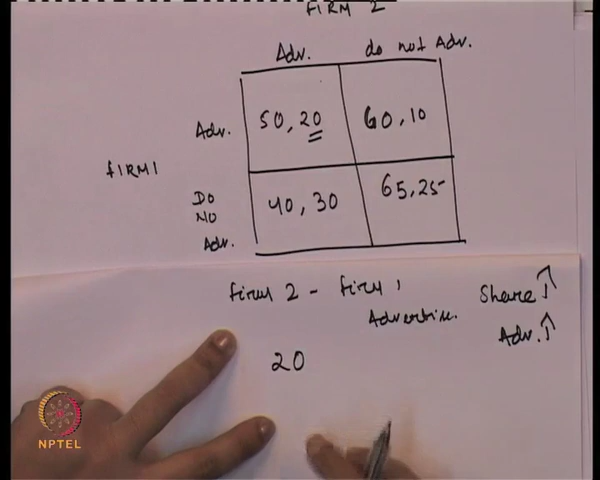 FIRM 2
Adv. do not Adv.
Adv. 50, 20 60, 10
FIRM 1
DO NO Adv. 40, 30 65, 25
Firm 2 - Firm 1 Advertise. Share ↑
Adv. ↑
20
NPTEL